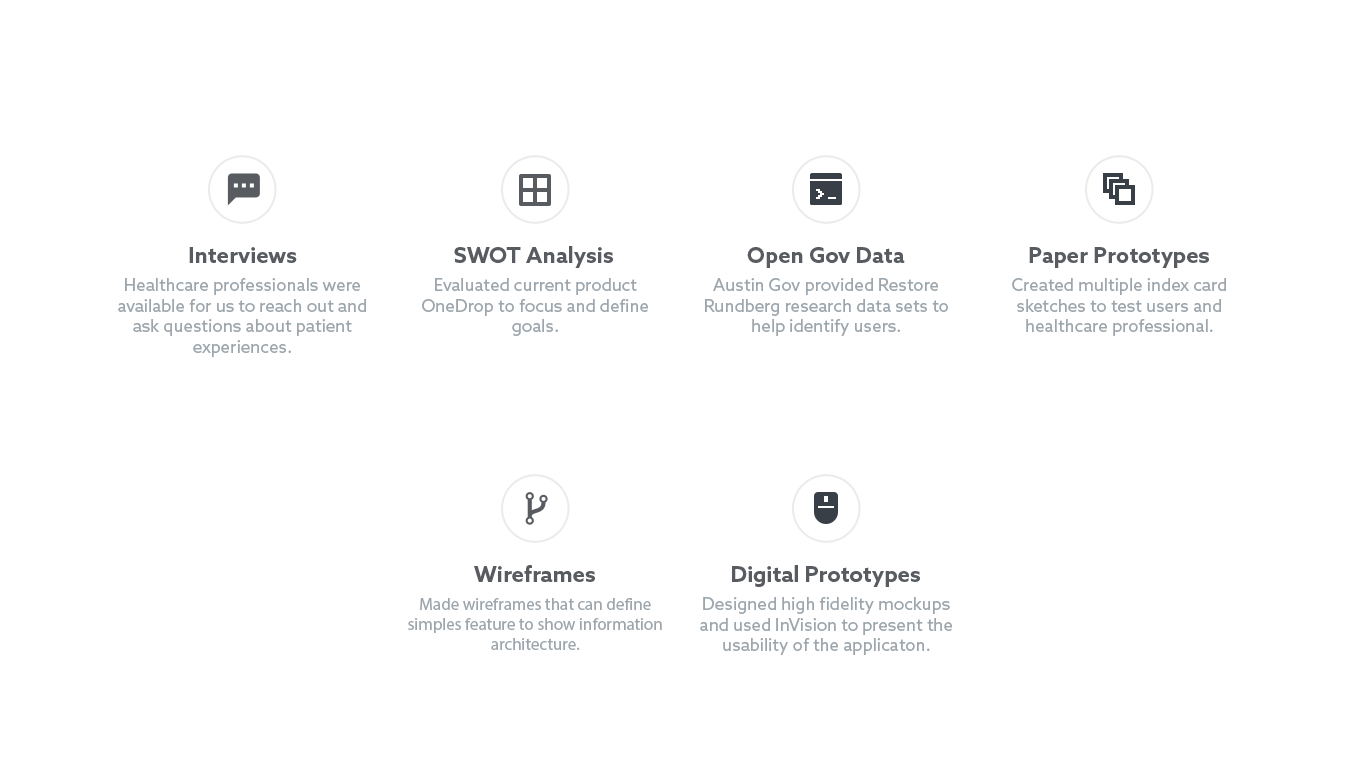 Interviews
Healthcare professionals were
available for us to reach out and
ask questions about patient
experiences.
SWOT Analysis
Evaluated current product
OneDrop to focus and define
goals.
Open Gov Data
Austin Gov provided Restore
Rundberg research data sets to
help identify users.
Paper Prototypes
Created multiple index card
sketches to test users and
healthcare professional.
Wireframes
Made wireframes that can define
simples feature to show information
architecture.
Digital Prototypes
Designed high fidelity mockups
and used InVision to present the
usability of the applicaton.